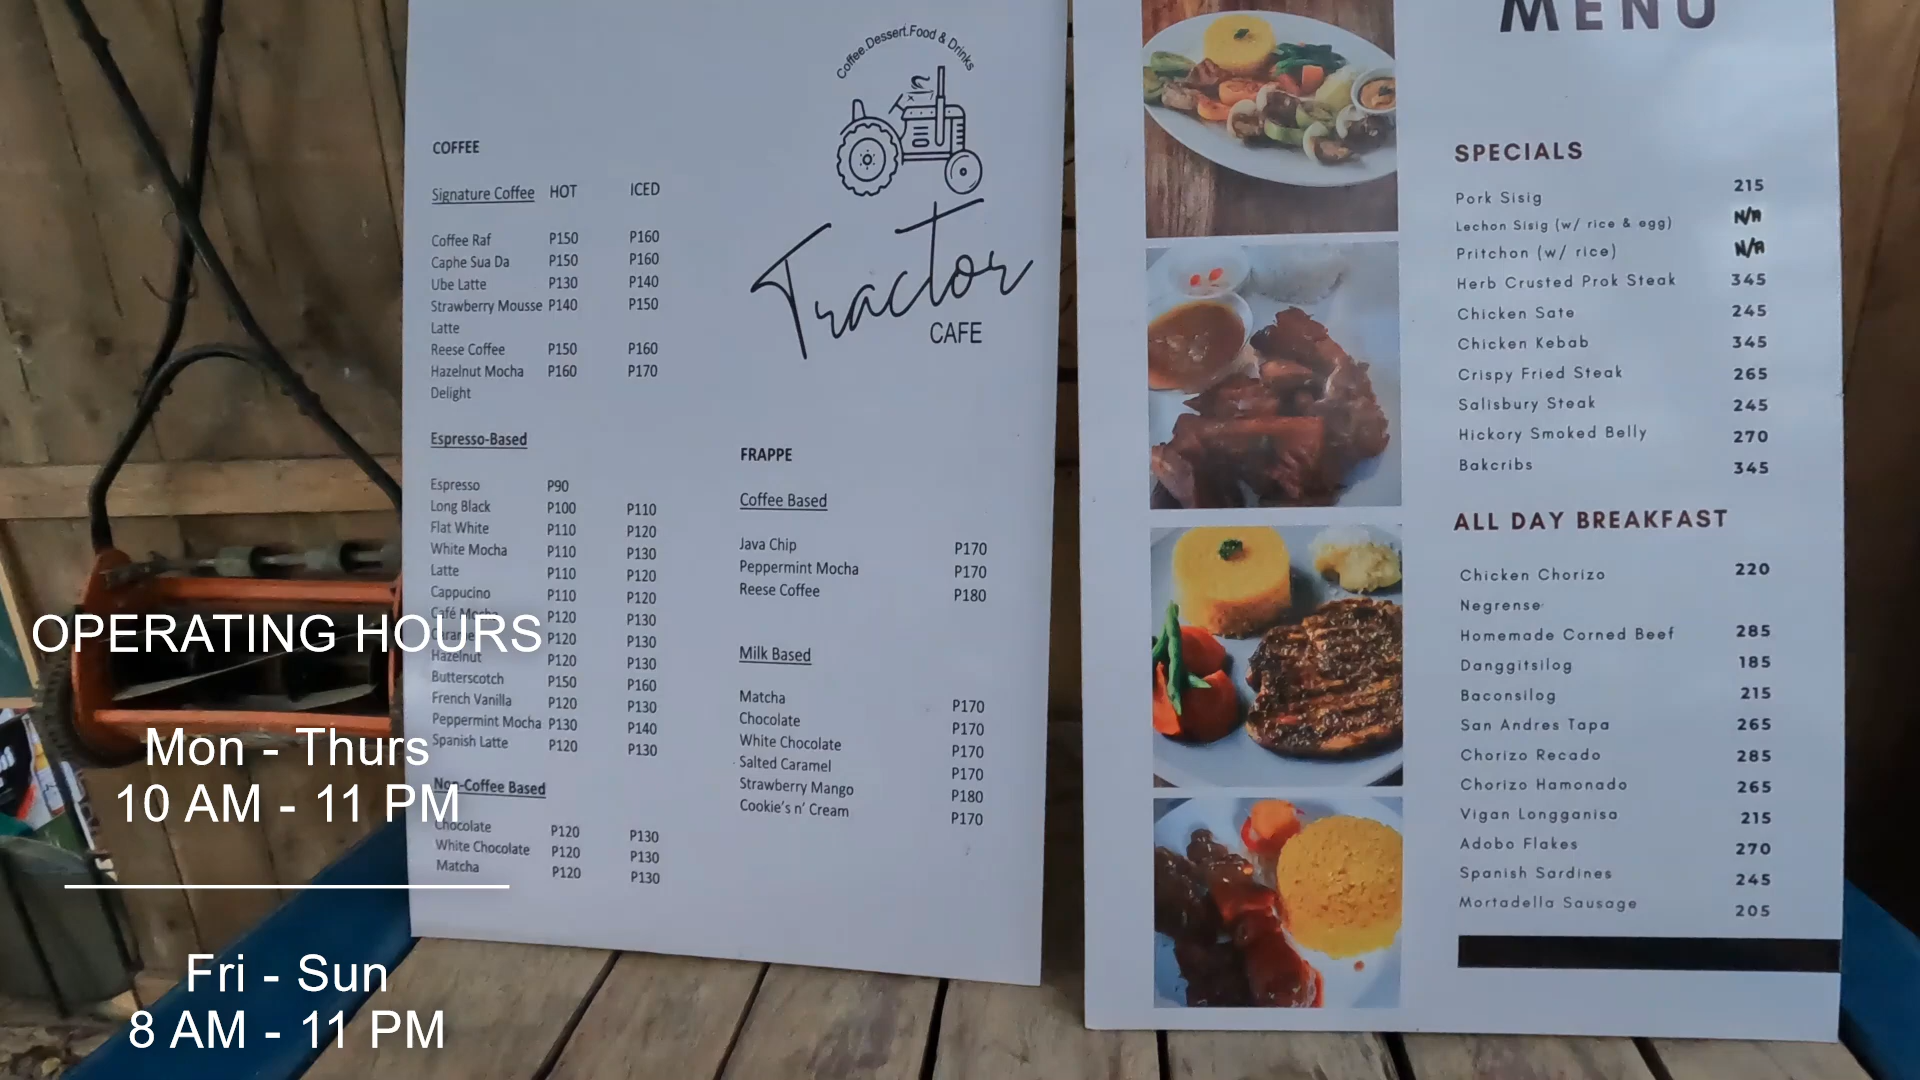 Coffee.Dessert.Food & Drinks
Tractor
CAFE
COFFEE
Signature Coffee HOT ICED
Coffee Raf P150 P160
Caphe Sua Da P150 P160
Ube Latte P130 P140
Strawberry Mousse P140 P150
Latte
Reese Coffee P150 P160
Hazelnut Mocha P160 P170
Delight
Espresso-Based
Espresso P90
Long Black P100 P110
Flat White P110 P120
White Mocha P110 P130
Latte P110 P120
Cappucino P110 P120
Café Mocha P120 P130
Caramel P120 P130
Hazelnut P120 P130
Butterscotch P150 P160
French Vanilla P120 P130
Peppermint Mocha P130 P140
Spanish Latte P120 P130
Non-Coffee Based
Chocolate P120 P130
White Chocolate P120 P130
Matcha P120 P130
FRAPPE
Coffee Based
Java Chip P170
Peppermint Mocha P170
Reese Coffee P180
Milk Based
Matcha P170
Chocolate P170
White Chocolate P170
Salted Caramel P170
Strawberry Mango P180
Cookie's n' Cream P170
MENU
SPECIALS
Pork Sisig 215
Lechon Sisig (w/ rice & egg) N/A
Pritchon (w/ rice) N/A
Herb Crusted Prok Steak 345
Chicken Sate 245
Chicken Kebab 345
Crispy Fried Steak 265
Salisbury Steak 245
Hickory Smoked Belly 270
Bakcribs 345
ALL DAY BREAKFAST
Chicken Chorizo 220
Negrense
Homemade Corned Beef 285
Danggitsilog 185
Baconsilog 215
San Andres Tapa 265
Chorizo Recado 285
Chorizo Hamonado 265
Vigan Longganisa 215
Adobo Flakes 270
Spanish Sardines 245
Mortadella Sausage 205
OPERATING HOURS
Mon - Thurs
10 AM - 11 PM
Fri - Sun
8 AM - 11 PM